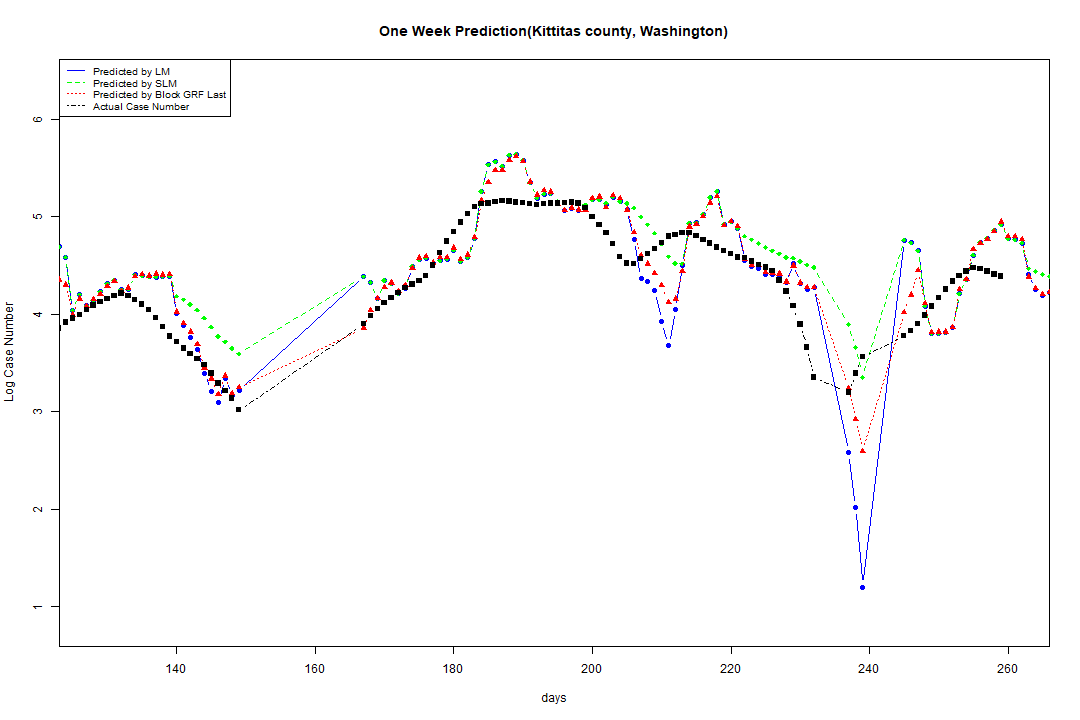 One Week Prediction(Kittitas county, Washington)
Predicted by LM
Predicted by SLM
Predicted by Block GRF Last
Actual Case Number
6
5
4
3
2
1
Log Case Number
140 160 180 200 220 240 260
days